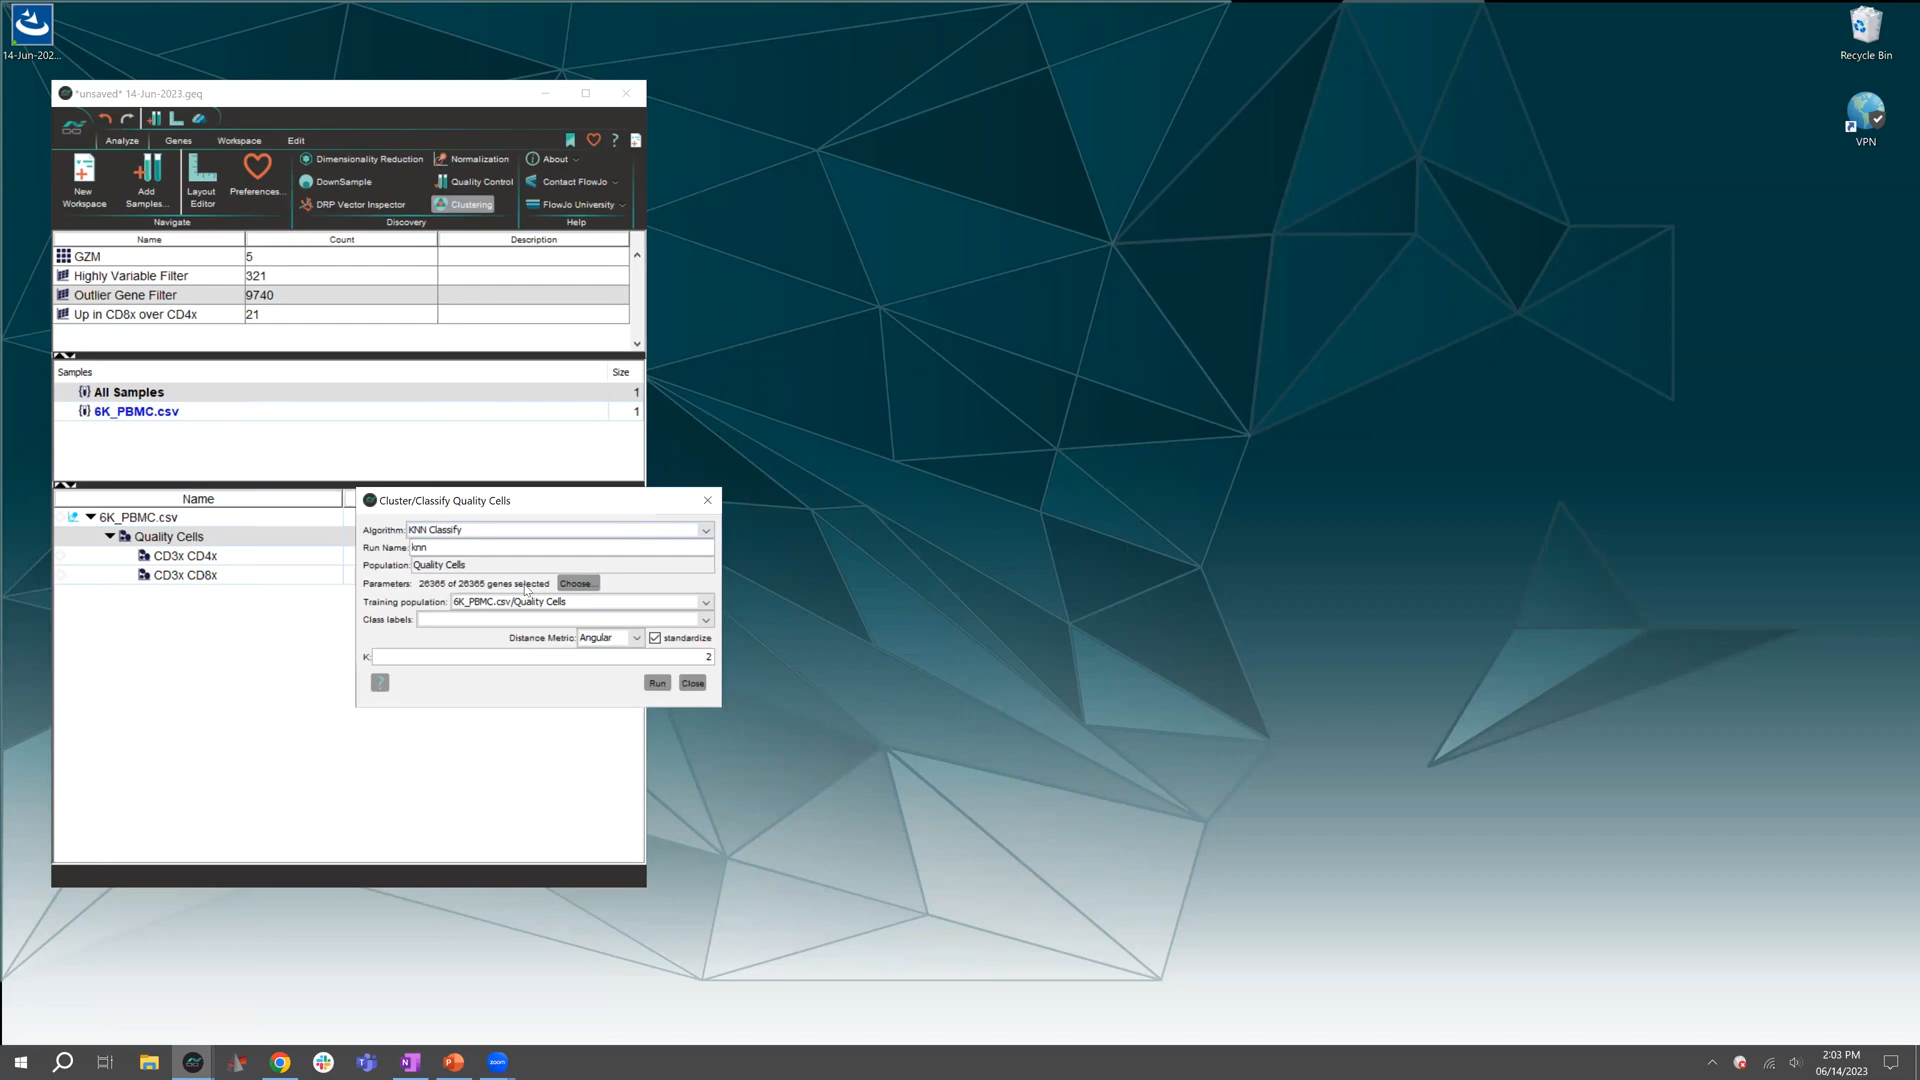 14-Jun-202...
Recycle Bin
VPN
*unsaved* 14-Jun-2023.geq
Analyze Genes Workspace Edit
New Workspace
Add Samples...
Layout Editor
Preferences...
Dimensionality Reduction
Normalization
About
DownSample
Quality Control
Contact FlowJo
DRP Vector Inspector
Clustering
FlowJo University
Navigate Discovery Help
Name Count Description
GZM 5
Highly Variable Filter 321
Outlier Gene Filter 9740
Up in CD8x over CD4x 21
Samples Size
All Samples 1
6K_PBMC.csv 1
Name
6K_PBMC.csv
Quality Cells
CD3x CD4x
CD3x CD8x
Cluster/Classify Quality Cells
Algorithm: KNN Classify
Run Name: knn
Population: Quality Cells
Parameters: 26365 of 26365 genes selected Choose...
Training population: 6K_PBMC.csv/Quality Cells
Class labels:
Distance Metric: Angular standardize
K: 2
? Run Close
zoom
2:03 PM
06/14/2023